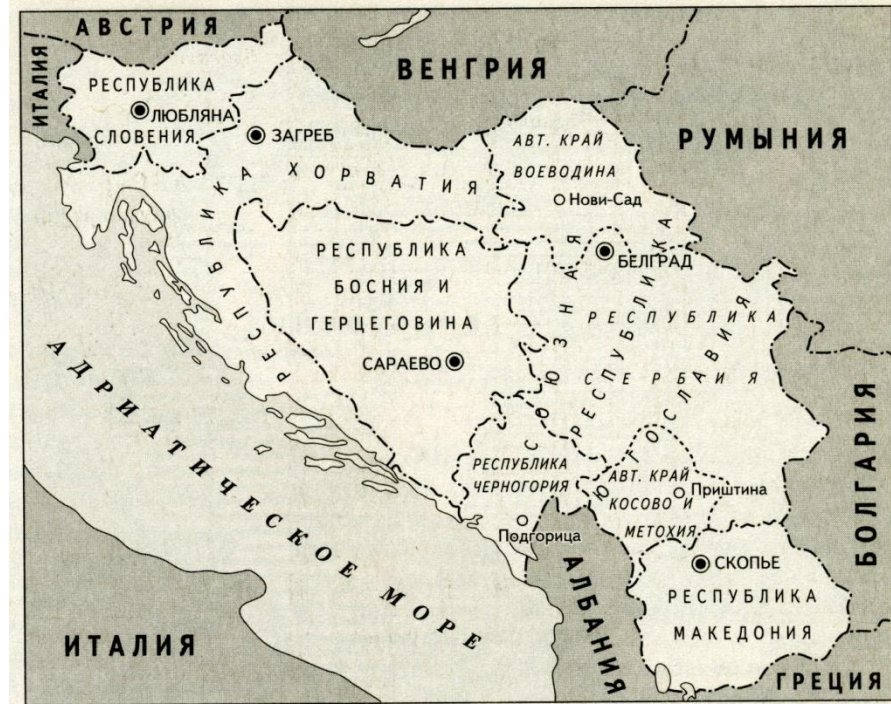 АВСТРИЯ
ИТАЛИЯ
ВЕНГРИЯ
РУМЫНИЯ
РЕСПУБЛИКА
ЛЮБЛЯНА
СЛОВЕНИЯ
ЗАГРЕБ
РЕСПУБЛИКА ХОРВАТИЯ
АВТ. КРАЙ
ВОЕВОДИНА
Нови-Сад
БЕЛГРАД
РЕСПУБЛИКА
БОСНИЯ И
ГЕРЦЕГОВИНА
САРАЕВО
СОЮЗНАЯ
РЕСПУБЛИКА
ЮГОСЛАВИЯ
РЕСПУБЛИКА
СЕРБИЯ
РЕСПУБЛИКА
ЧЕРНОГОРИЯ
Подгорица
АВТ. КРАЙ
КОСОВО И
МЕТОХИЯ
Приштина
СКОПЬЕ
РЕСПУБЛИКА
МАКЕДОНИЯ
АДРИАТИЧЕСКОЕ МОРЕ
ИТАЛИЯ
АЛБАНИЯ
БОЛГАРИЯ
ГРЕЦИЯ